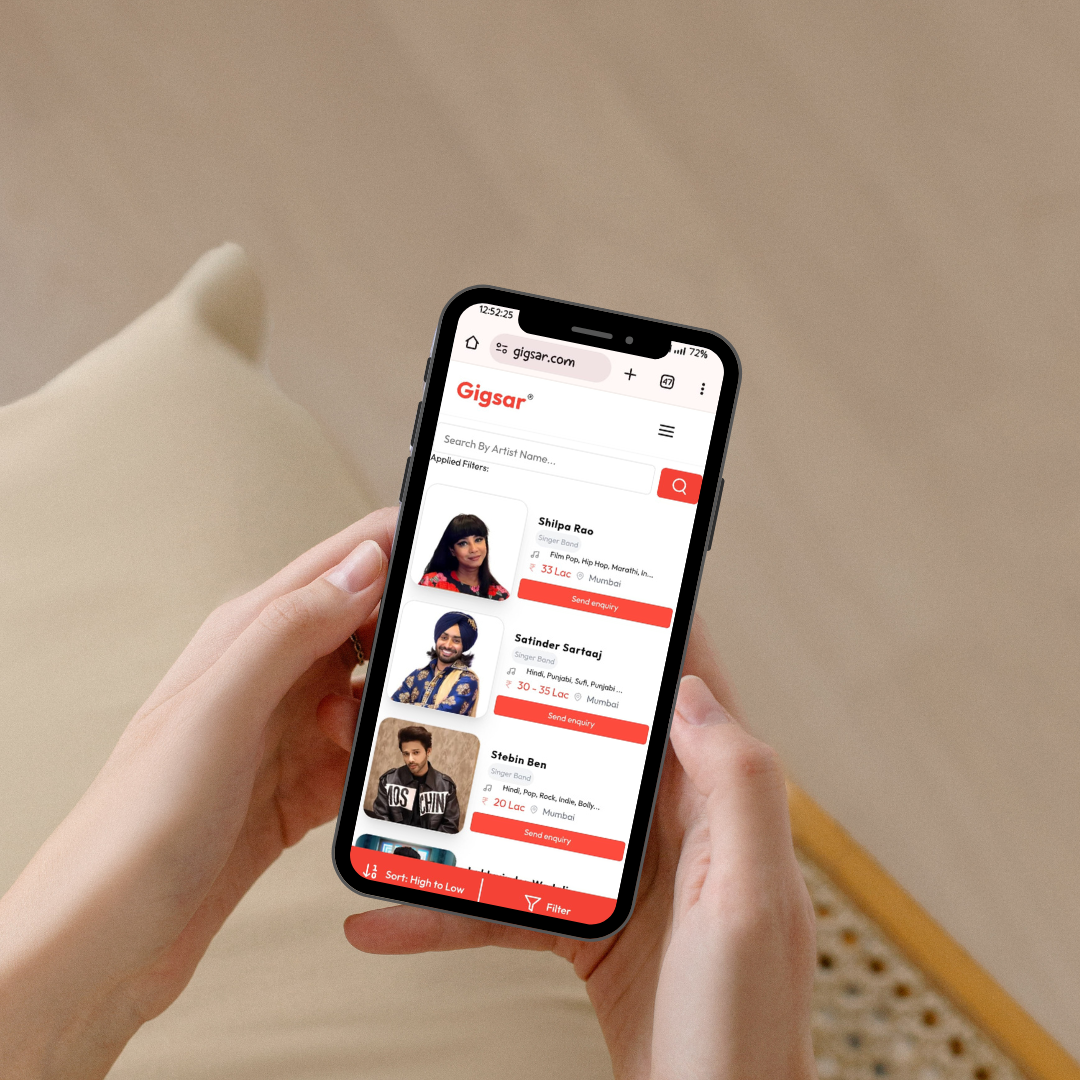 12:52:25
72%
gigsar.com
47
Gigsar®
Search By Artist Name...
Applied Filters:
Shilpa Rao
Singer Band
Film Pop, Hip Hop, Marathi, In...
₹ 33 Lac Mumbai
Send enquiry
Satinder Sartaaj
Singer Band
Hindi, Punjabi, Sufi, Punjabi ...
₹ 30 - 35 Lac Mumbai
Send enquiry
MOSCHINO
Stebin Ben
Singer Band
Hindi, Pop, Rock, Indie, Bolly...
₹ 20 Lac Mumbai
Send enquiry
Sort: High to Low
Filter